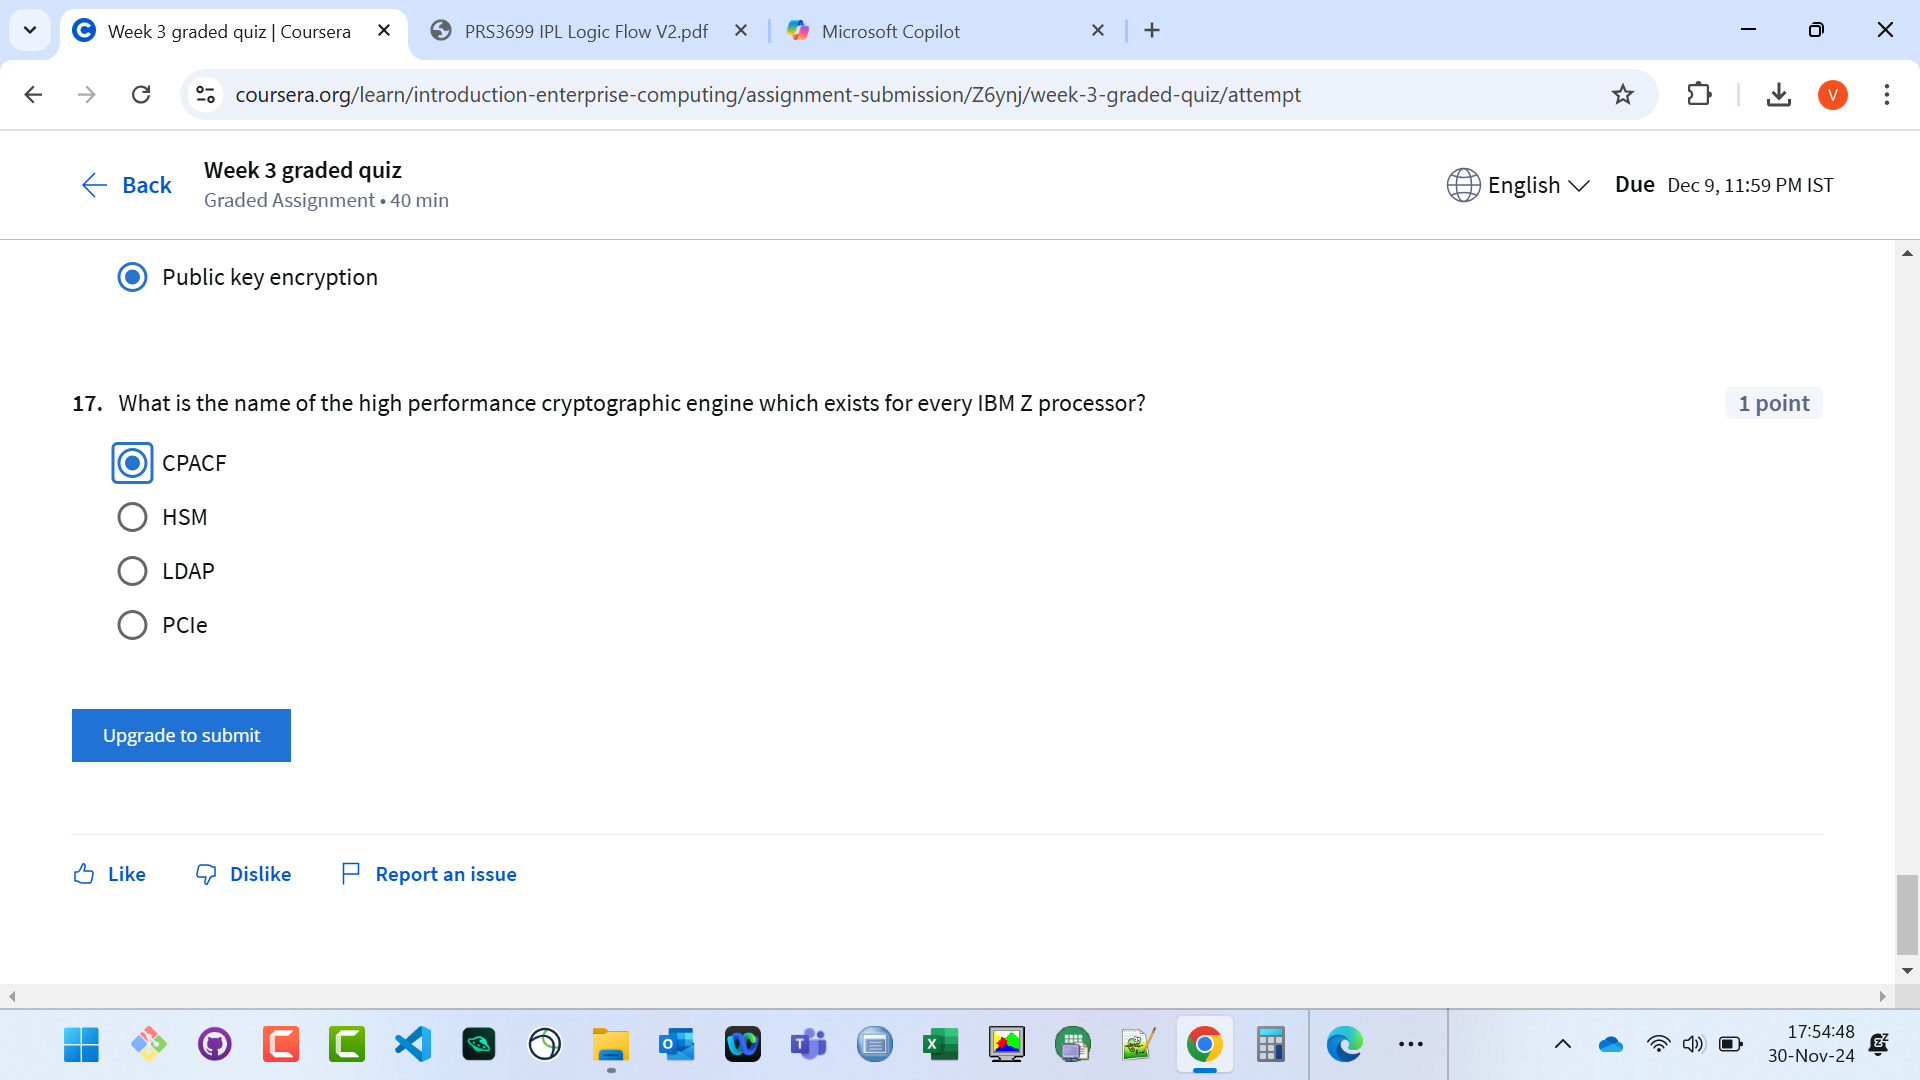 Week 3 graded quiz | Coursera
PRS3699 IPL Logic Flow V2.pdf
Microsoft Copilot
coursera.org/learn/introduction-enterprise-computing/assignment-submission/Z6ynj/week-3-graded-quiz/attempt
V
Back
Week 3 graded quiz
Graded Assignment • 40 min
English
Due Dec 9, 11:59 PM IST
Public key encryption
17. What is the name of the high performance cryptographic engine which exists for every IBM Z processor?
1 point
CPACF
HSM
LDAP
PCIe
Upgrade to submit
Like
Dislike
Report an issue
17:54:48
30-Nov-24